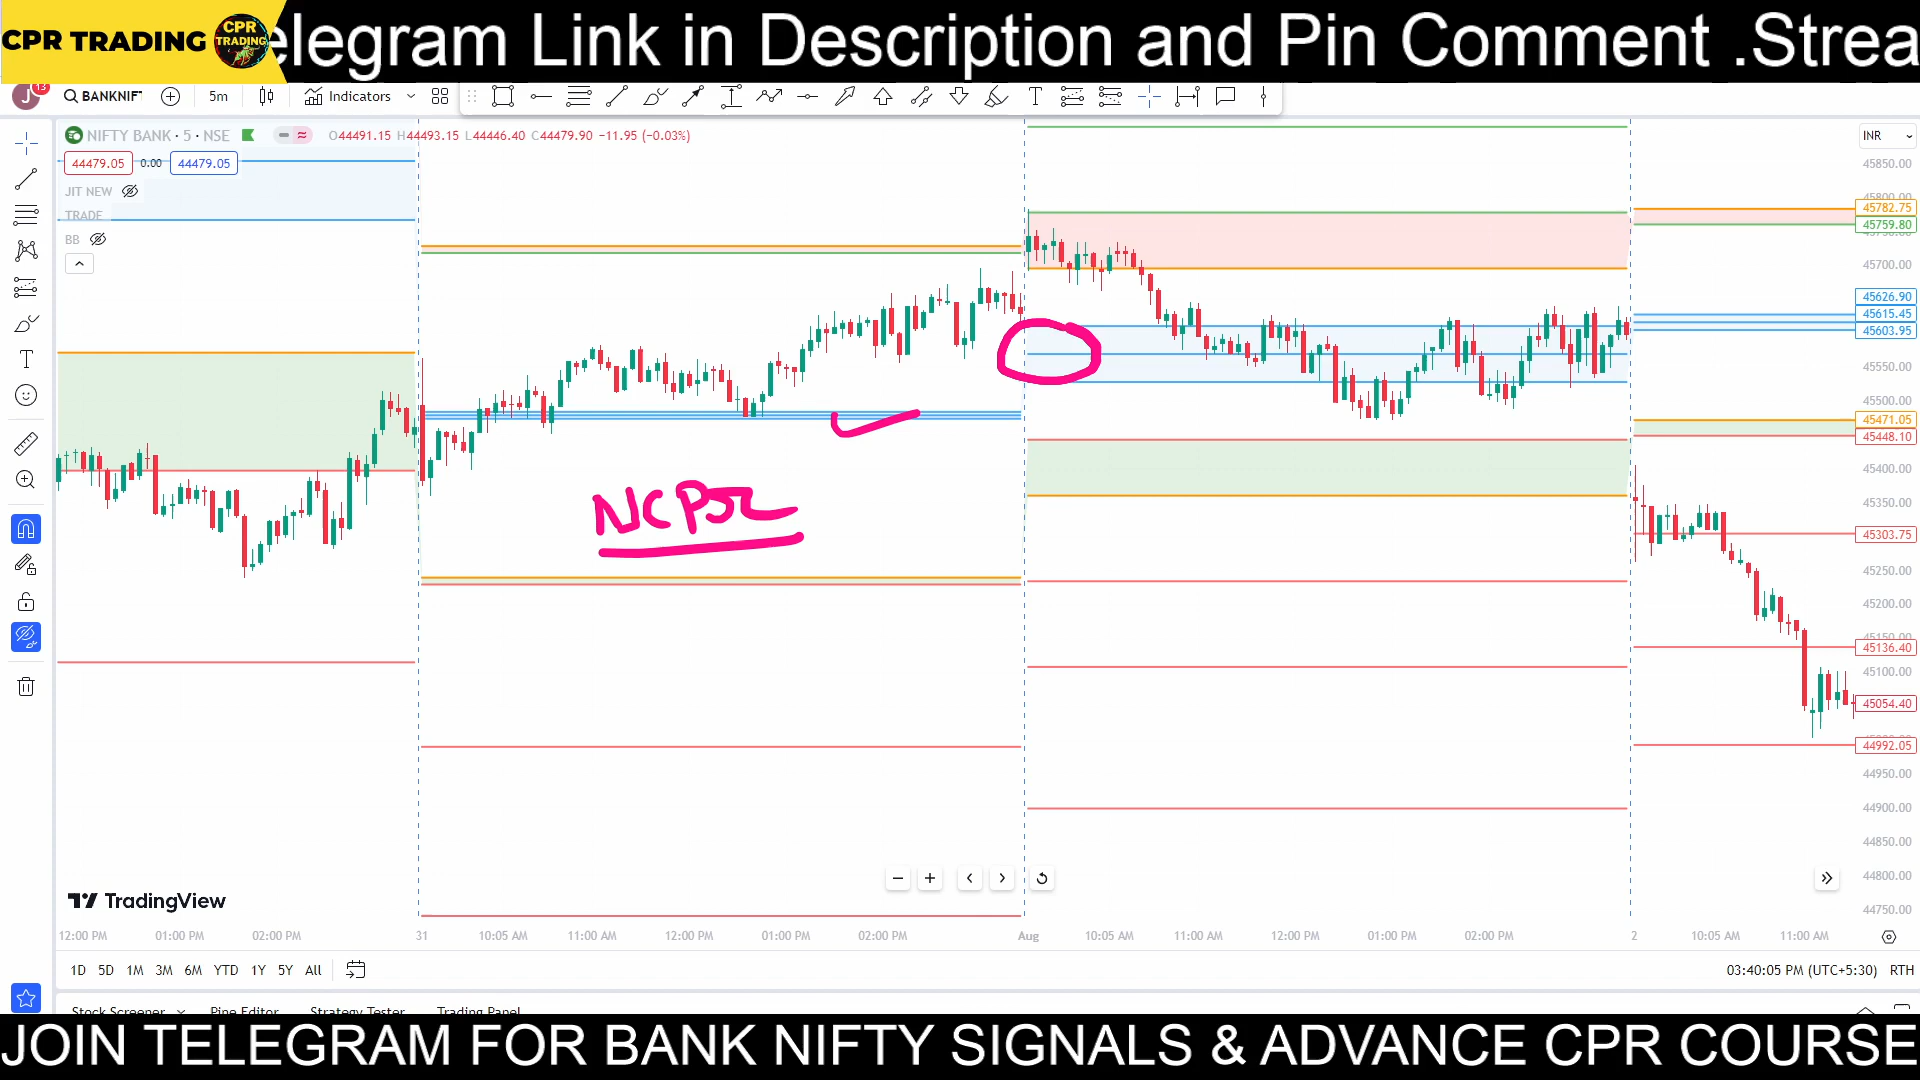 CPR TRADING
CPR
TRADING
elegram Link in Description and Pin Comment .Strea
J
13
BANKNIF
5m
Indicators
NIFTY BANK · 5 · NSE
O44491.15 H44493.15 L44446.40 C44479.90 −11.95 (−0.03%)
INR
44479.05
0.00
44479.05
JIT NEW
TRADE
BB
45850.00
45782.75
45759.80
45700.00
45626.90
45615.45
45603.95
45550.00
45500.00
45471.05
45448.10
45400.00
45350.00
45303.75
45250.00
45200.00
45136.40
45100.00
45054.40
44992.05
44950.00
44900.00
44850.00
44800.00
44750.00
NCPR
TradingView
12:00 PM 01:00 PM 02:00 PM 31 10:05 AM 11:00 AM 12:00 PM 01:00 PM 02:00 PM Aug 10:05 AM 11:00 AM 12:00 PM 01:00 PM 02:00 PM 2 10:05 AM 11:00 AM
1D 5D 1M 3M 6M YTD 1Y 5Y All
03:40:05 PM (UTC+5:30) RTH
Stock Screener Pine Editor Strategy Tester Trading Panel
JOIN TELEGRAM FOR BANK NIFTY SIGNALS & ADVANCE CPR COURSE